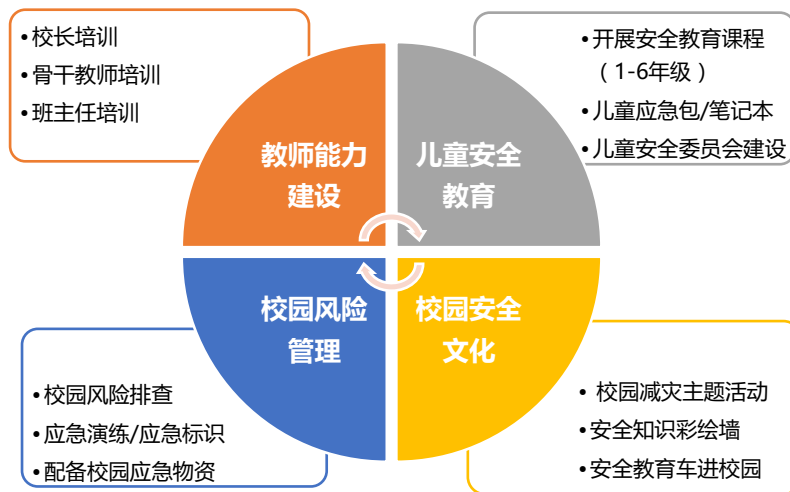 •校长培训
•骨干教师培训
•班主任培训
•开展安全教育课程
（1-6年级）
•儿童应急包/笔记本
•儿童安全委员会建设
教师能力
建设
儿童安全
教育
校园风险
管理
校园安全
文化
•校园风险排查
•应急演练/应急标识
•配备校园应急物资
• 校园减灾主题活动
•安全知识彩绘墙
•安全教育车进校园